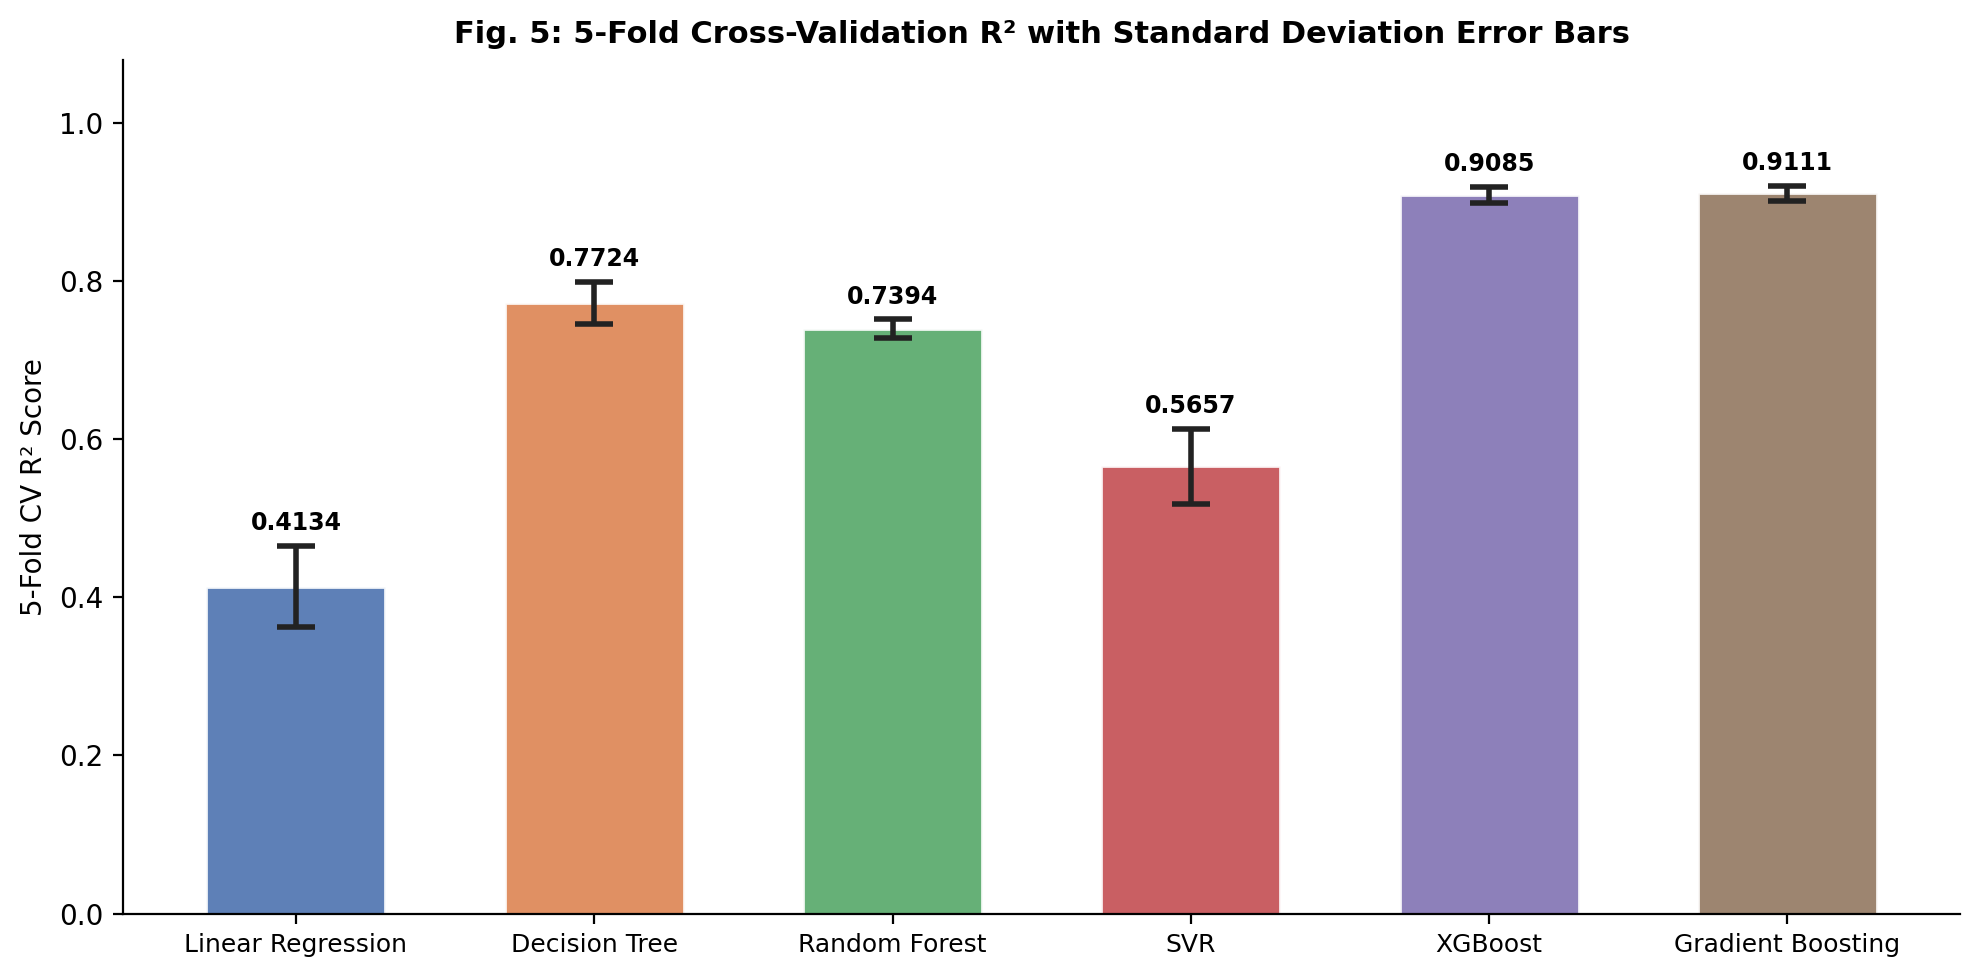 Fig. 5: 5-Fold Cross-Validation R² with Standard Deviation Error Bars
5-Fold CV R² Score
1.0
0.8
0.6
0.4
0.2
0.0
0.4134
0.7724
0.7394
0.5657
0.9085
0.9111
Linear Regression
Decision Tree
Random Forest
SVR
XGBoost
Gradient Boosting